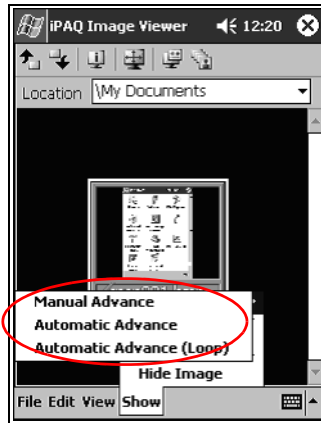 iPAQ Image Viewer 12:20
Location \My Documents
Manual Advance
Automatic Advance
Automatic Advance (Loop)
Hide Image
File Edit View Show